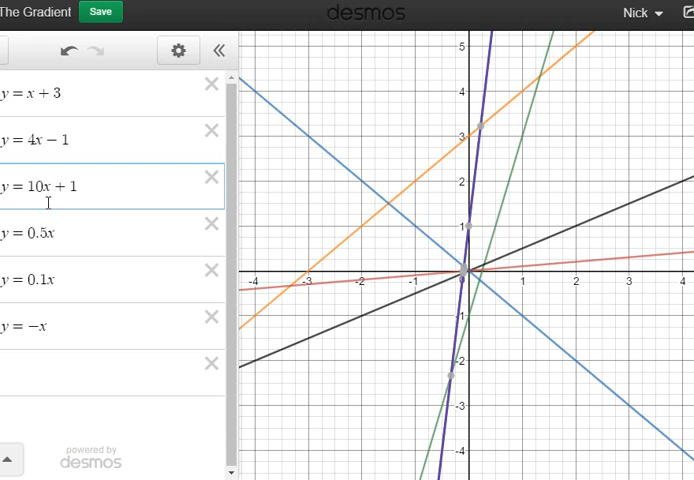 The Gradient Save desmos Nick
y = x + 3
y = 4x − 1
y = 10x + 1
y = 0.5x
y = 0.1x
y = −x
powered by
desmos
5
4
3
2
1
-4 -3 -2 -1 0 1 2 3 4
-1
-2
-3
-4